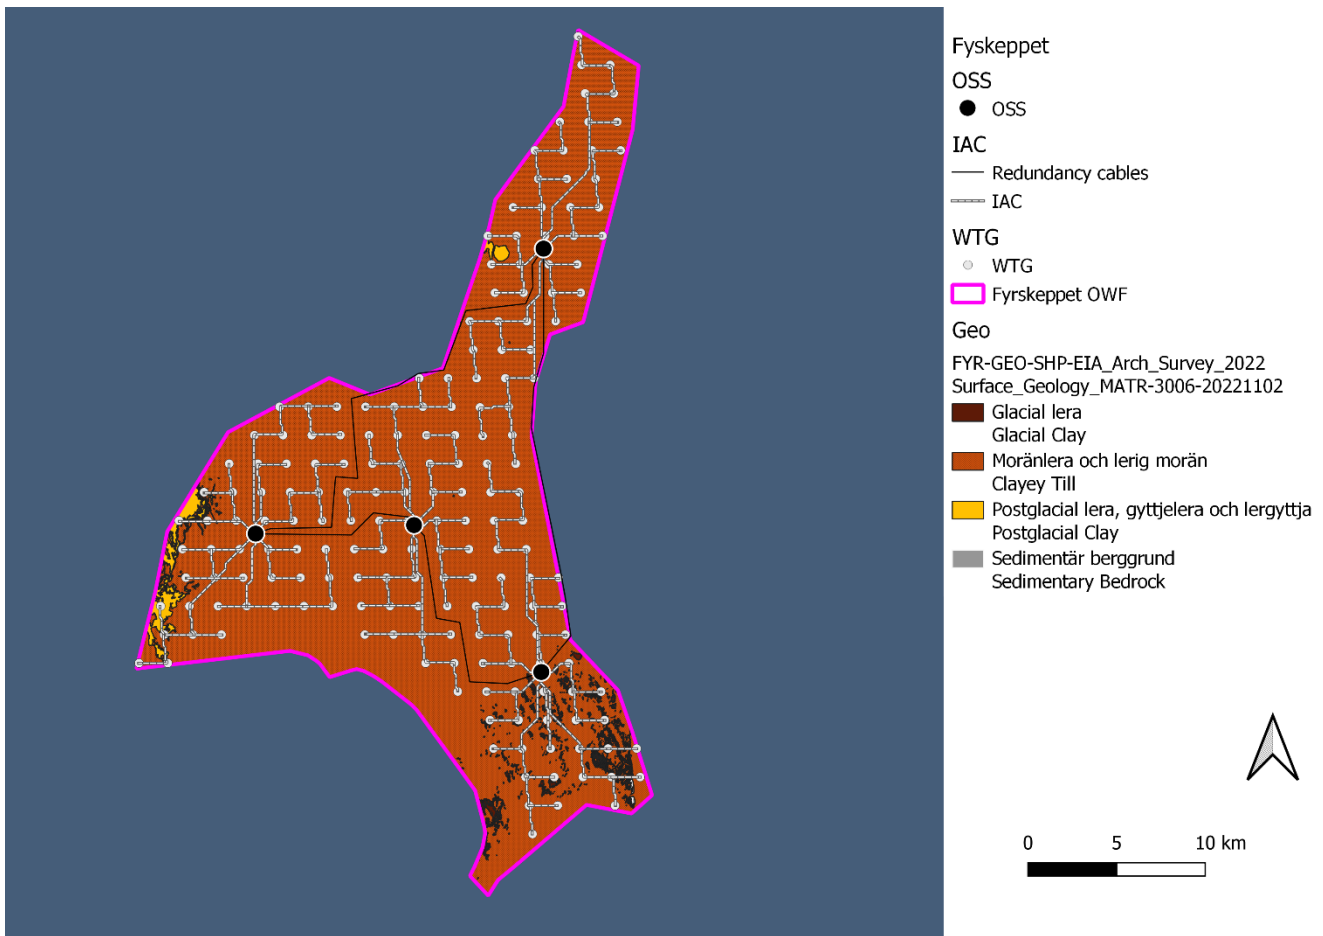 Fyskeppet
OSS
OSS
IAC
Redundancy cables
IAC
WTG
WTG
Fyrskeppet OWF
Geo
FYR-GEO-SHP-EIA_Arch_Survey_2022
Surface_Geology_MATR-3006-20221102
Glacial lera
Glacial Clay
Moränlera och lerig morän
Clayey Till
Postglacial lera, gyttjelera och lergyttja
Postglacial Clay
Sedimentär berggrund
Sedimentary Bedrock
0 5 10 km